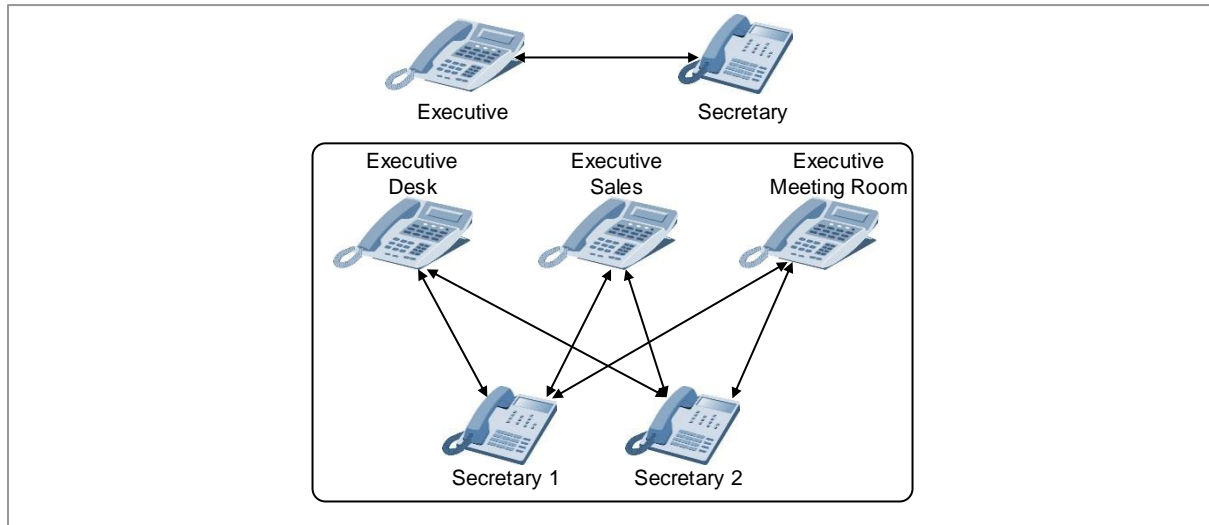 Executive
Secretary
Executive
Desk
Executive
Sales
Executive
Meeting Room
Secretary 1
Secretary 2